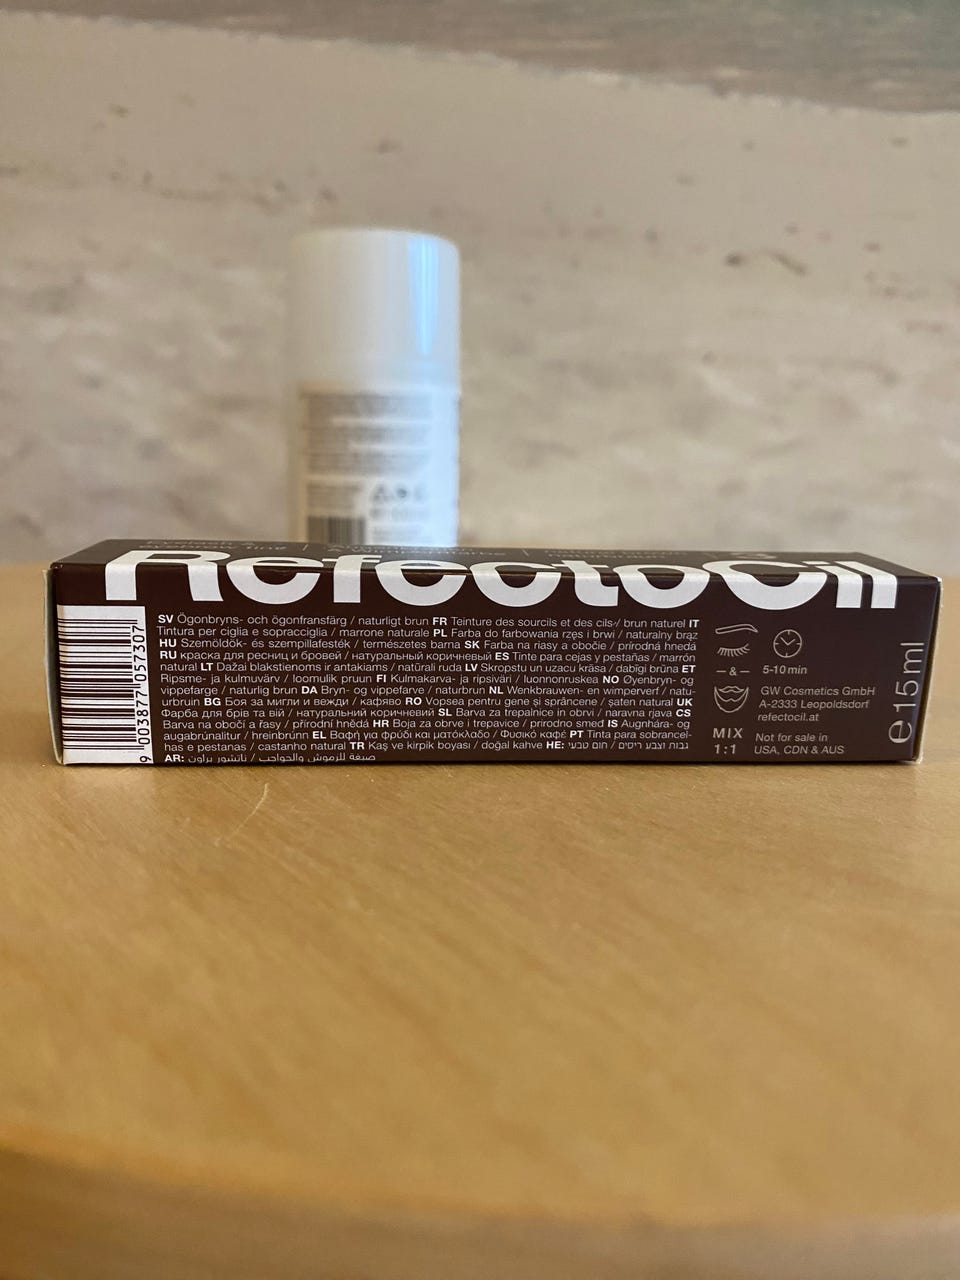 RefectoCil
SV Ögonbryns- och ögonfransfärg / naturligt brun FR Teinture des sourcils et des cils-/ brun naturel IT
Tintura per ciglia e sopracciglia / marrone naturale PL Farba do farbowania rzęs i brwi / naturalny brąz
HU Szemöldök- és szempillafesték / természetes barna SK Farba na riasy a obočie / prírodná hnedá
RU краска для ресниц и бровей / натуральный коричневый ES Tinte para cejas y pestañas / marrón
natural LT Dažai blakstienoms ir antakiams / natūrali ruda LV Skropstu un uzacu krāsa / dabīgi brūna ET
Ripsme- ja kulmuvärv / loomulik pruun FI Kulmakarva- ja ripsiväri / luonnonruskea NO Øyenbryn- og
vippefarge / naturlig brun DA Bryn- og vippefarve / naturbrun NL Wenkbrauwen- en wimperverf / natu-
urbruin BG Боя за мигли и вежди / кафяво RO Vopsea pentru gene și sprâncene / șaten natural UK
Фарба для брів та вій / натуральний коричневий SL Barva za trepalnice in obrvi / naravna rjava CS
Barva na obočí a řasy / přírodní hnědá HR Boja za obrve i trepavice / prirodno smeđ IS Augnhára- og
augabrúnalitur / hreinbrúnn EL Βαφή για φρύδι και ματόκλαδο / Φυσικό καφέ PT Tinta para sobrancel-
has e pestanas / castanho natural TR Kaş ve kirpik boyası / doğal kahve HE: גבות וצבע ריסים / חום טבעי
AR: صبغة للرموش والحواجب / ناتشور براون
9 003877 057307
- & -
5-10 min
MIX
1:1
GW Cosmetics GmbH
A-2333 Leopoldsdorf
refectocil.at
Not for sale in
USA, CDN & AUS
℮ 15 ml